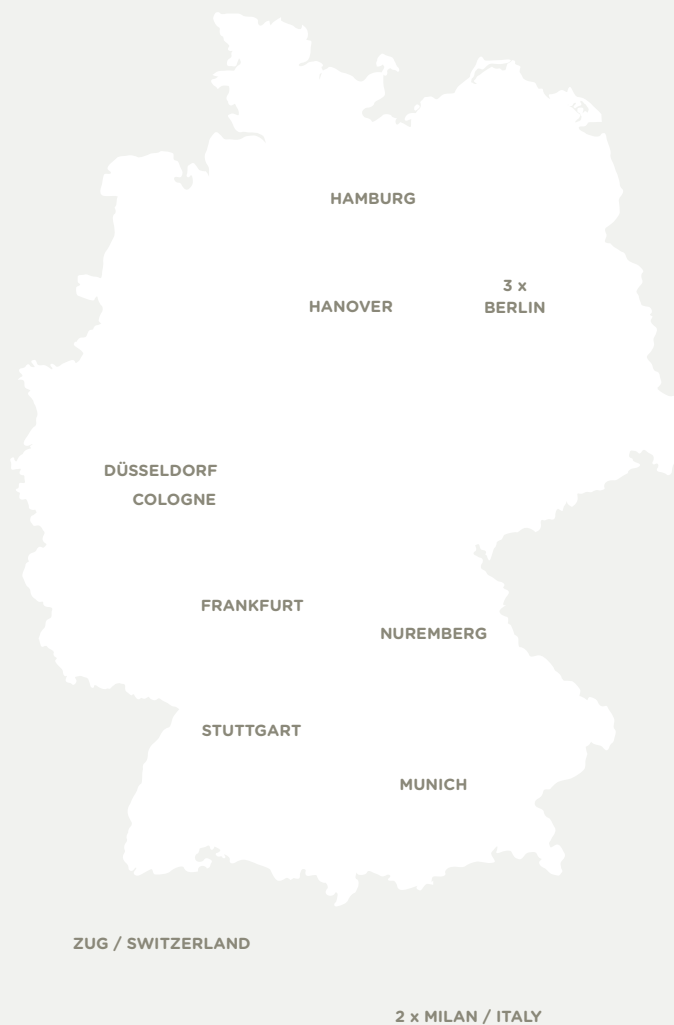 HAMBURG
3 x
BERLIN
HANOVER
DÜSSELDORF
COLOGNE
FRANKFURT
NUREMBERG
STUTTGART
MUNICH
ZUG / SWITZERLAND
2 x MILAN / ITALY